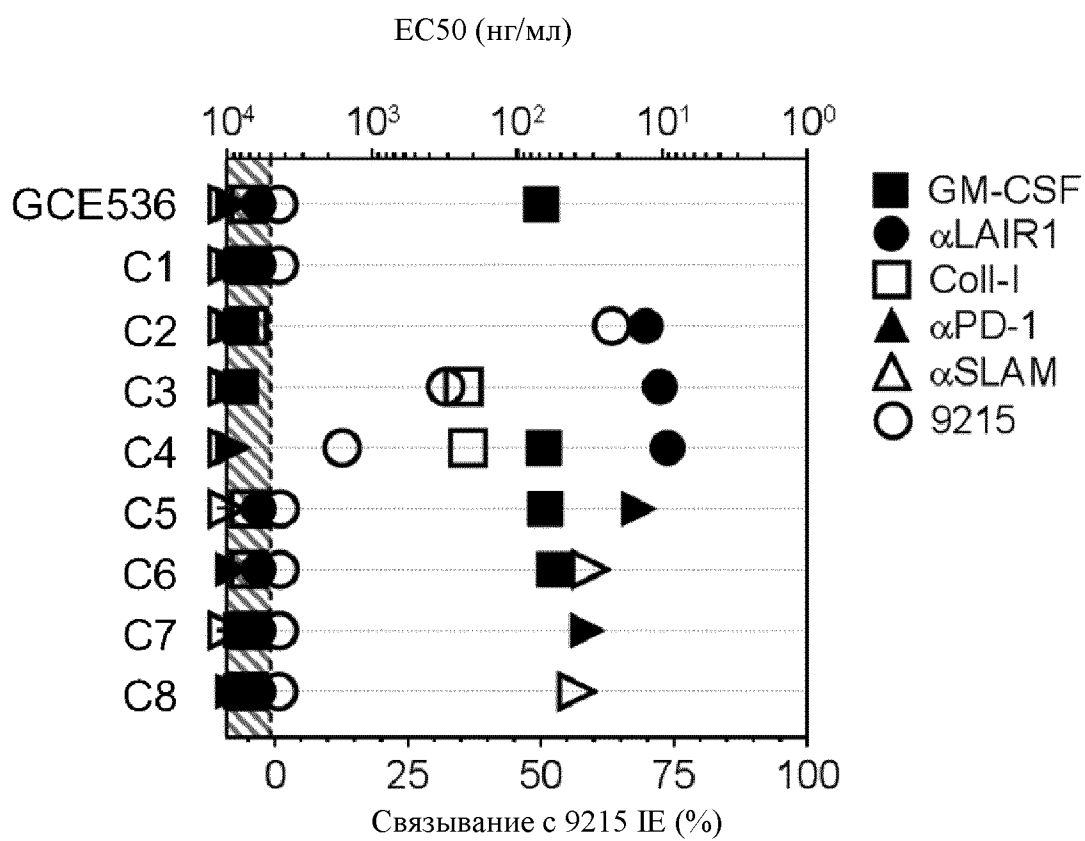 EC50 (нг/мл)
10⁴ 10³ 10² 10¹ 10⁰
GCE536
C1
C2
C3
C4
C5
C6
C7
C8
GM-CSF
αLAIR1
Coll-I
αPD-1
αSLAM
9215
0 25 50 75 100
Связывание с 9215 IE (%)